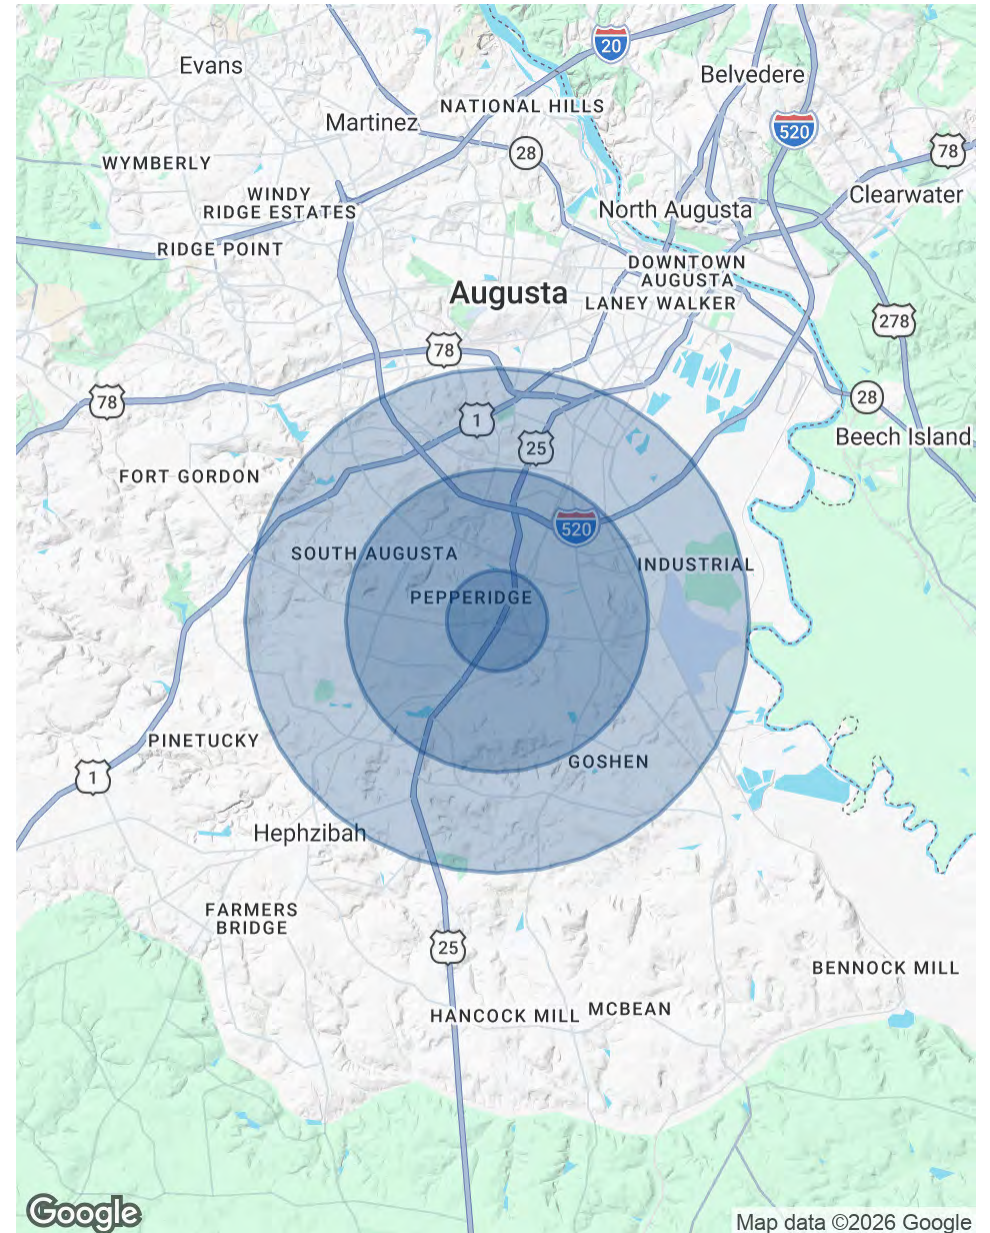 20
Evans
Belvedere
NATIONAL HILLS
Martinez
520
28
78
WYMBERLY
WINDY
RIDGE ESTATES
Clearwater
North Augusta
RIDGE POINT
DOWNTOWN
AUGUSTA
Augusta
LANEY WALKER
278
78
78
28
1
25
Beech Island
FORT GORDON
520
SOUTH AUGUSTA
INDUSTRIAL
PEPPERIDGE
PINETUCKY
GOSHEN
1
Hephzibah
FARMERS
BRIDGE
25
BENNOCK MILL
HANCOCK MILL
MCBEAN
Google
Map data ©2026 Google